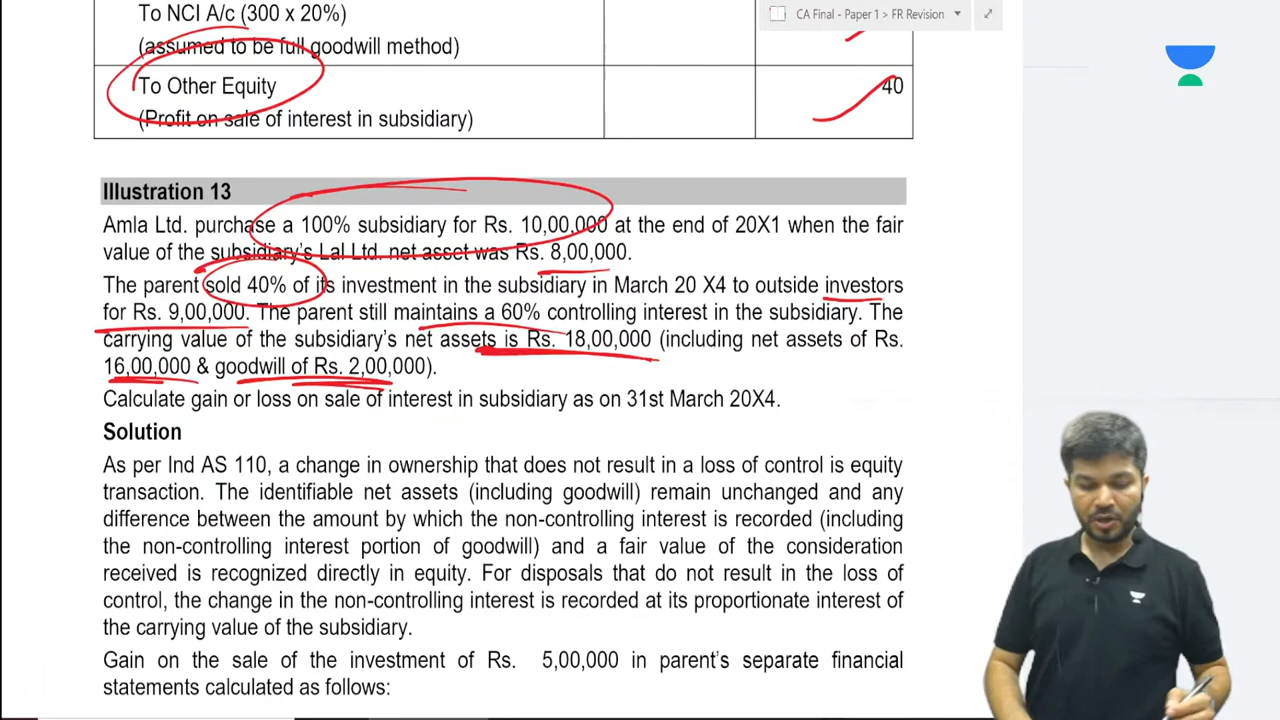 To NCI A/c (300 x 20%)
(assumed to be full goodwill method)
CA Final - Paper 1 > FR Revision
To Other Equity
40
(Profit on sale of interest in subsidiary)
Illustration 13
Amla Ltd. purchase a 100% subsidiary for Rs. 10,00,000 at the end of 20X1 when the fair
value of the subsidiary's Lal Ltd. net asset was Rs. 8,00,000.
The parent sold 40% of its investment in the subsidiary in March 20 X4 to outside investors
for Rs. 9,00,000. The parent still maintains a 60% controlling interest in the subsidiary. The
carrying value of the subsidiary's net assets is Rs. 18,00,000 (including net assets of Rs.
16,00,000 & goodwill of Rs. 2,00,000).
Calculate gain or loss on sale of interest in subsidiary as on 31st March 20X4.
Solution
As per Ind AS 110, a change in ownership that does not result in a loss of control is equity
transaction. The identifiable net assets (including goodwill) remain unchanged and any
difference between the amount by which the non-controlling interest is recorded (including
the non-controlling interest portion of goodwill) and a fair value of the consideration
received is recognized directly in equity. For disposals that do not result in the loss of
control, the change in the non-controlling interest is recorded at its proportionate interest of
the carrying value of the subsidiary.
Gain on the sale of the investment of Rs. 5,00,000 in parent's separate financial
statements calculated as follows: